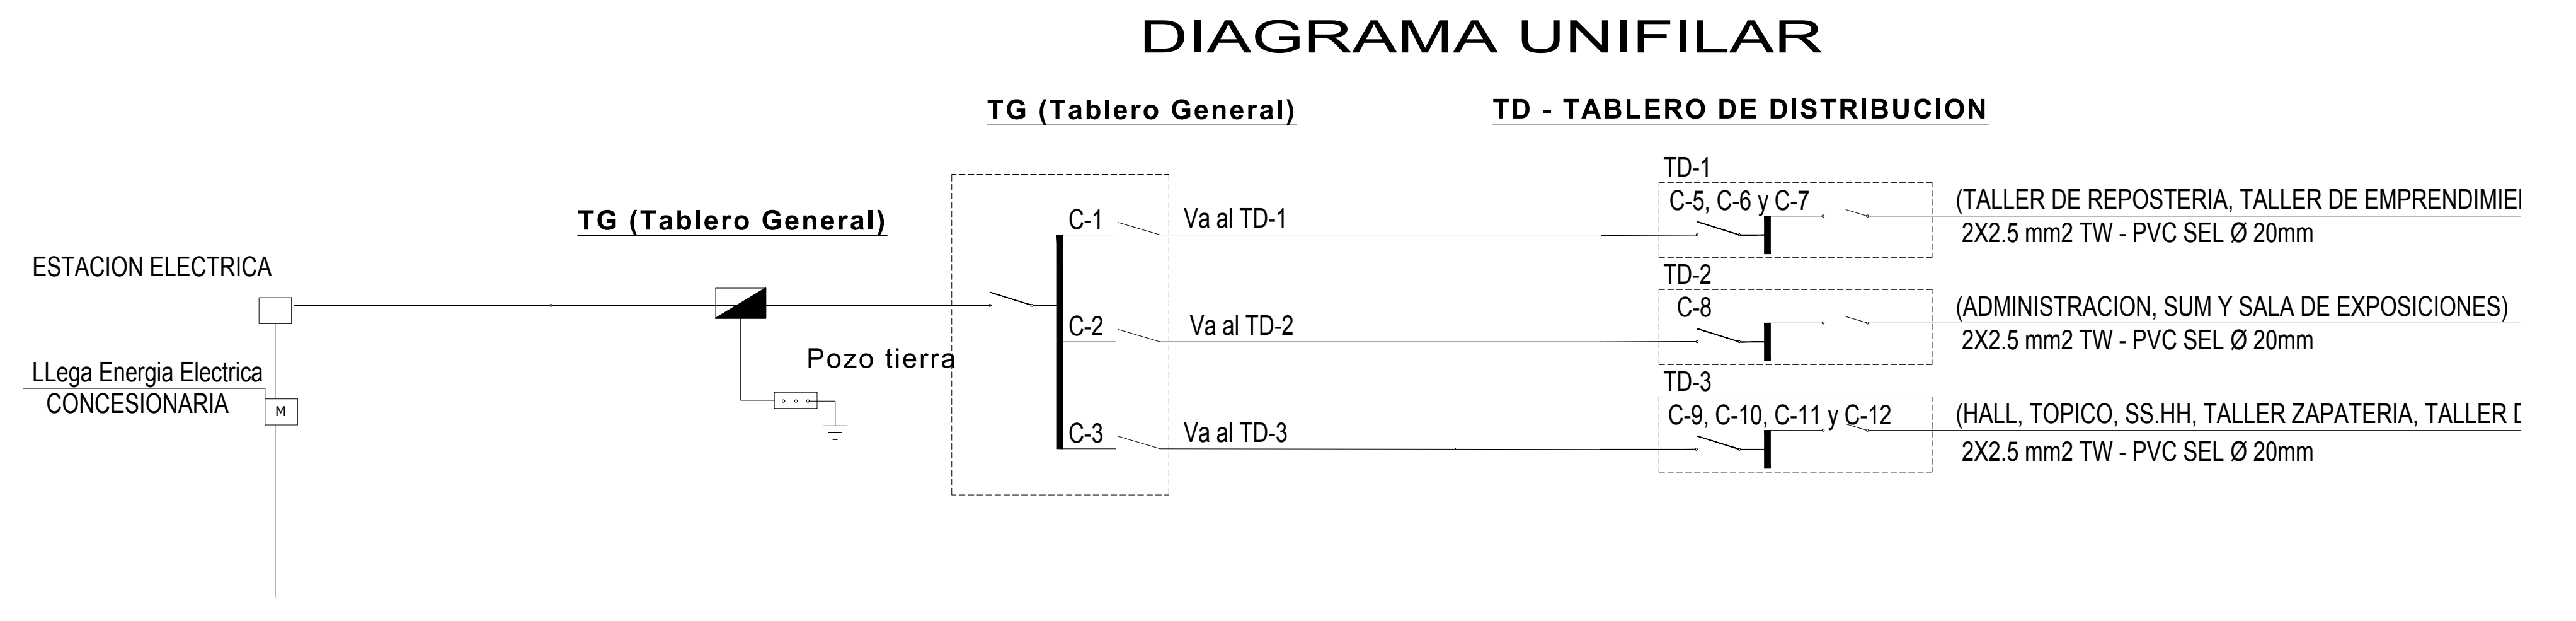 DIAGRAMA UNIFILAR
TG (Tablero General)
TD - TABLERO DE DISTRIBUCION
TG (Tablero General)
ESTACION ELECTRICA
LLega Energia Electrica
CONCESIONARIA
M
Pozo tierra
C-1
Va al TD-1
C-2
Va al TD-2
C-3
Va al TD-3
TD-1
C-5, C-6 y C-7
(TALLER DE REPOSTERIA, TALLER DE
2X2.5 mm2 TW - PVC SEL Ø 20mm
TD-2
C-8
(ADMINISTRACION, SUM Y SALA DE EXPOSICIONES)
2X2.5 mm2 TW - PVC SEL Ø 20mm
TD-3
C-9, C-10, C-11 y C-12
(HALL, TOPICO, SS.HH, TALLER ZAPATERIA, TALLER
2X2.5 mm2 TW - PVC SEL Ø 20mm